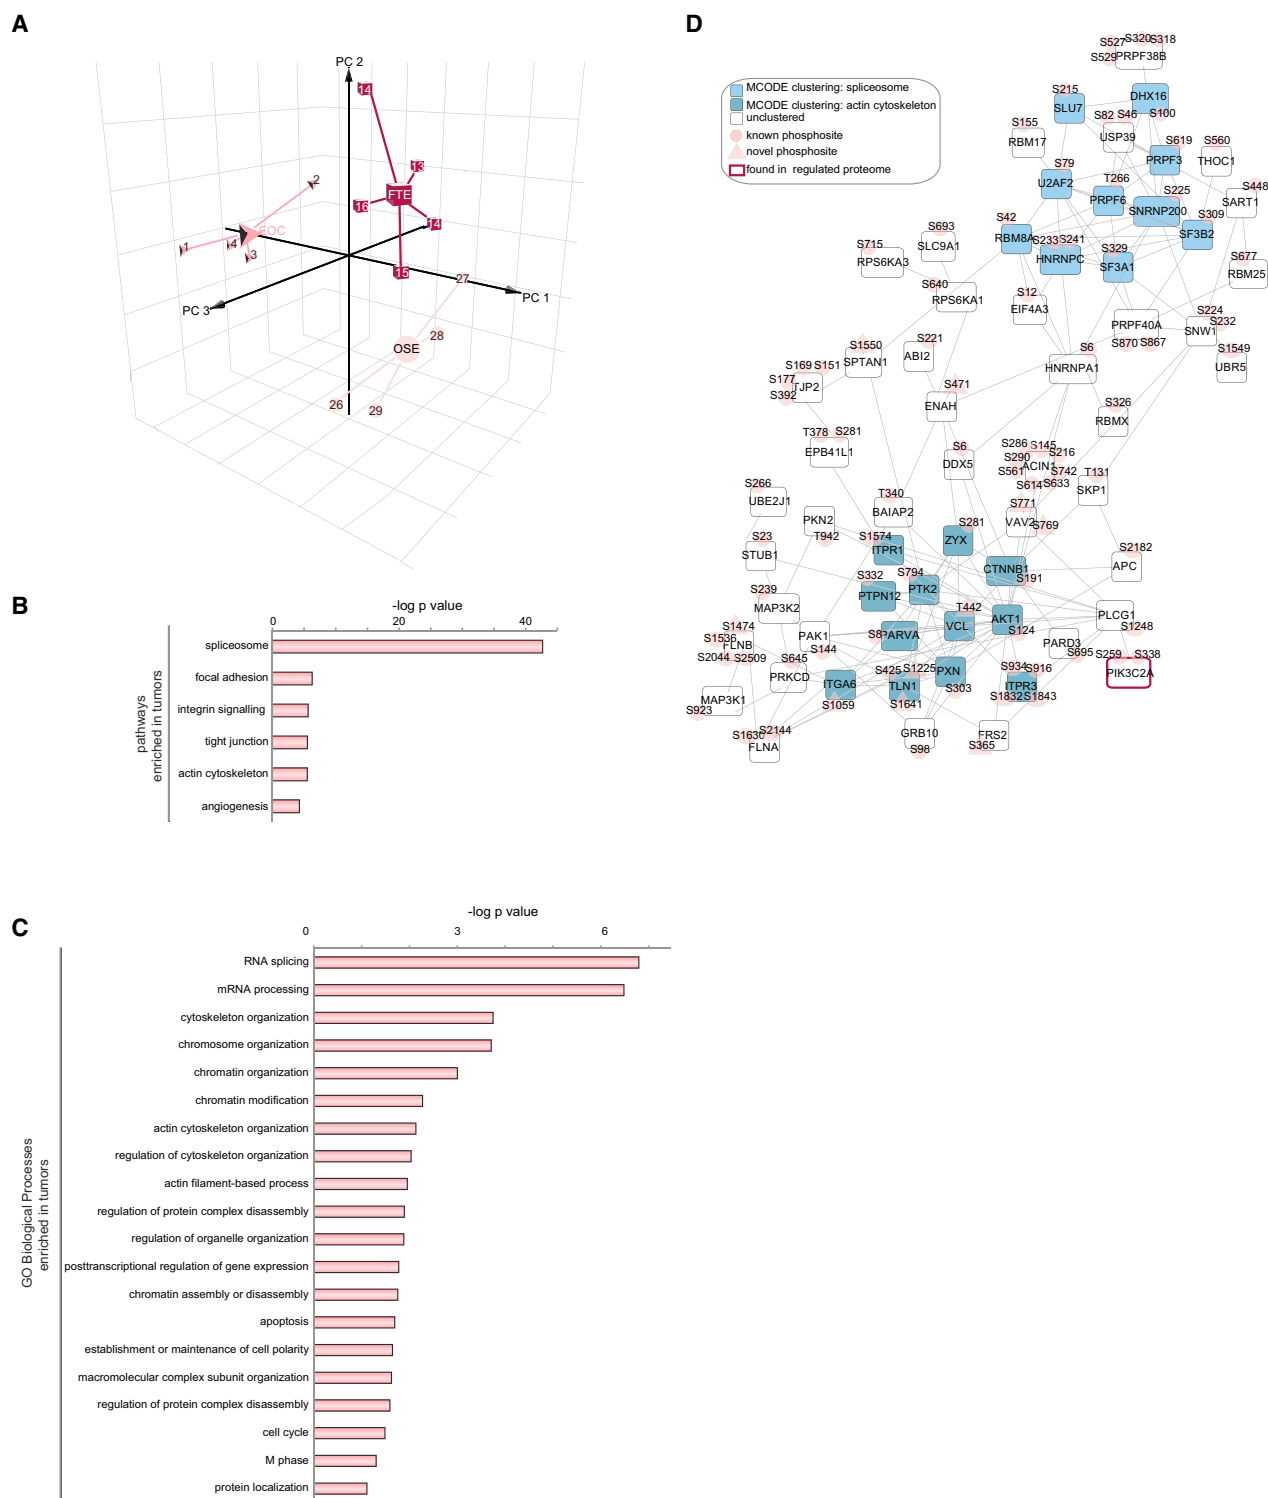 A
PC 2
14
13
FTE
16
14
15
2
EOC
1
4
3
PC 3
PC 1
27
28
OSE
26
29
B
-log p value
0
20
40
pathways
enriched in tumors
spliceosome
focal adhesion
integrin signalling
tight junction
actin cytoskeleton
angiogenesis
C
-log p value
0
3
6
GO Biological Processes
enriched in tumors
RNA splicing
mRNA processing
cytoskeleton organization
chromosome organization
chromatin organization
chromatin modification
actin cytoskeleton organization
regulation of cytoskeleton organization
actin filament-based process
regulation of protein complex disassembly
regulation of organelle organization
posttranscriptional regulation of gene expression
chromatin assembly or disassembly
apoptosis
establishment or maintenance of cell polarity
macromolecular complex subunit organization
regulation of protein complex disassembly
cell cycle
M phase
protein localization
D
MCODE clustering: spliceosome
MCODE clustering: actin cytoskeleton
unclustered
known phosphosite
novel phosphosite
found in regulated proteome
S527
S320
S318
S529
PRPF38B
S215
SLU7
DHX16
S100
S82
S46
USP39
S155
RBM17
S619
PRPF3
S560
THOC1
S79
U2AF2
T266
PRPF6
S225
SNRNP200
S448
SART1
S309
SF3B2
S42
RBM8A
S233
S241
HNRNPC
S329
SF3A1
S677
RBM25
S693
SLC9A1
S715
RPS6KA3
S640
RPS6KA1
S12
EIF4A3
PRPF40A
S870
S867
S224
S232
SNW1
S1549
UBR5
S1550
SPTAN1
S221
ABI2
S6
HNRNPA1
S169
S151
S177
S392
TJP2
S471
ENAH
S326
RBMX
T378
S281
EPB41L1
S6
DDX5
S286
S145
S290
S216
ACIN1
S561
S742
S614
S633
T131
SKP1
S266
UBE2J1
T340
BAIAP2
S771
VAV2
S769
PKN2
T942
S281
ZYX
S23
STUB1
S1574
ITPR1
CTNNB1
S191
S2182
APC
S332
PTPN12
S794
PTK2
S239
MAP3K2
T442
VCL
AKT1
S124
PLCG1
S1248
S1474
S1536
FLNB
S2044
S2509
PAK1
S144
S8
PARVA
PARD3
S695
S259
S338
PIK3C2A
S645
PRKCD
ITGA6
S1059
S425
S1225
TLN1
S1641
PXN
S303
S934
S916
ITPR3
S1832
S1843
MAP3K1
S923
S1630
S2144
FLNA
GRB10
S98
FRS2
S365